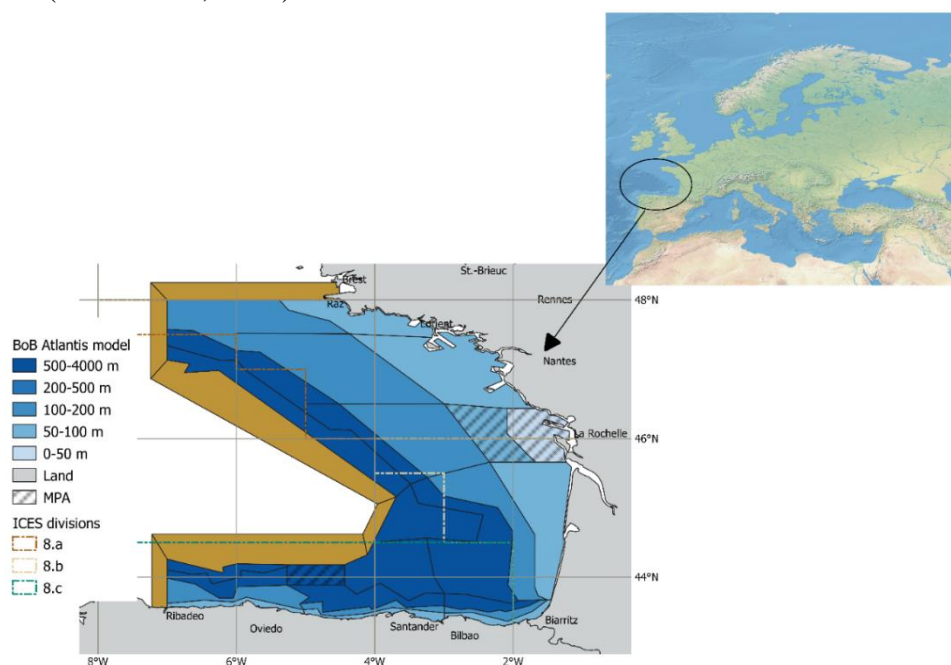 St.-Brieuc
Brest
Rennes
48°N
Raz
Lorient
BoB Atlantis model
500-4000 m
Nantes
200-500 m
100-200 m
50-100 m
La Rochelle
0-50 m
46°N
Land
MPA
ICES divisions
8.a
8.b
8.c
44°N
Ribadeo
Santander
Biarritz
Oviedo
Bilbao
8°W
6°W
4°W
2°W